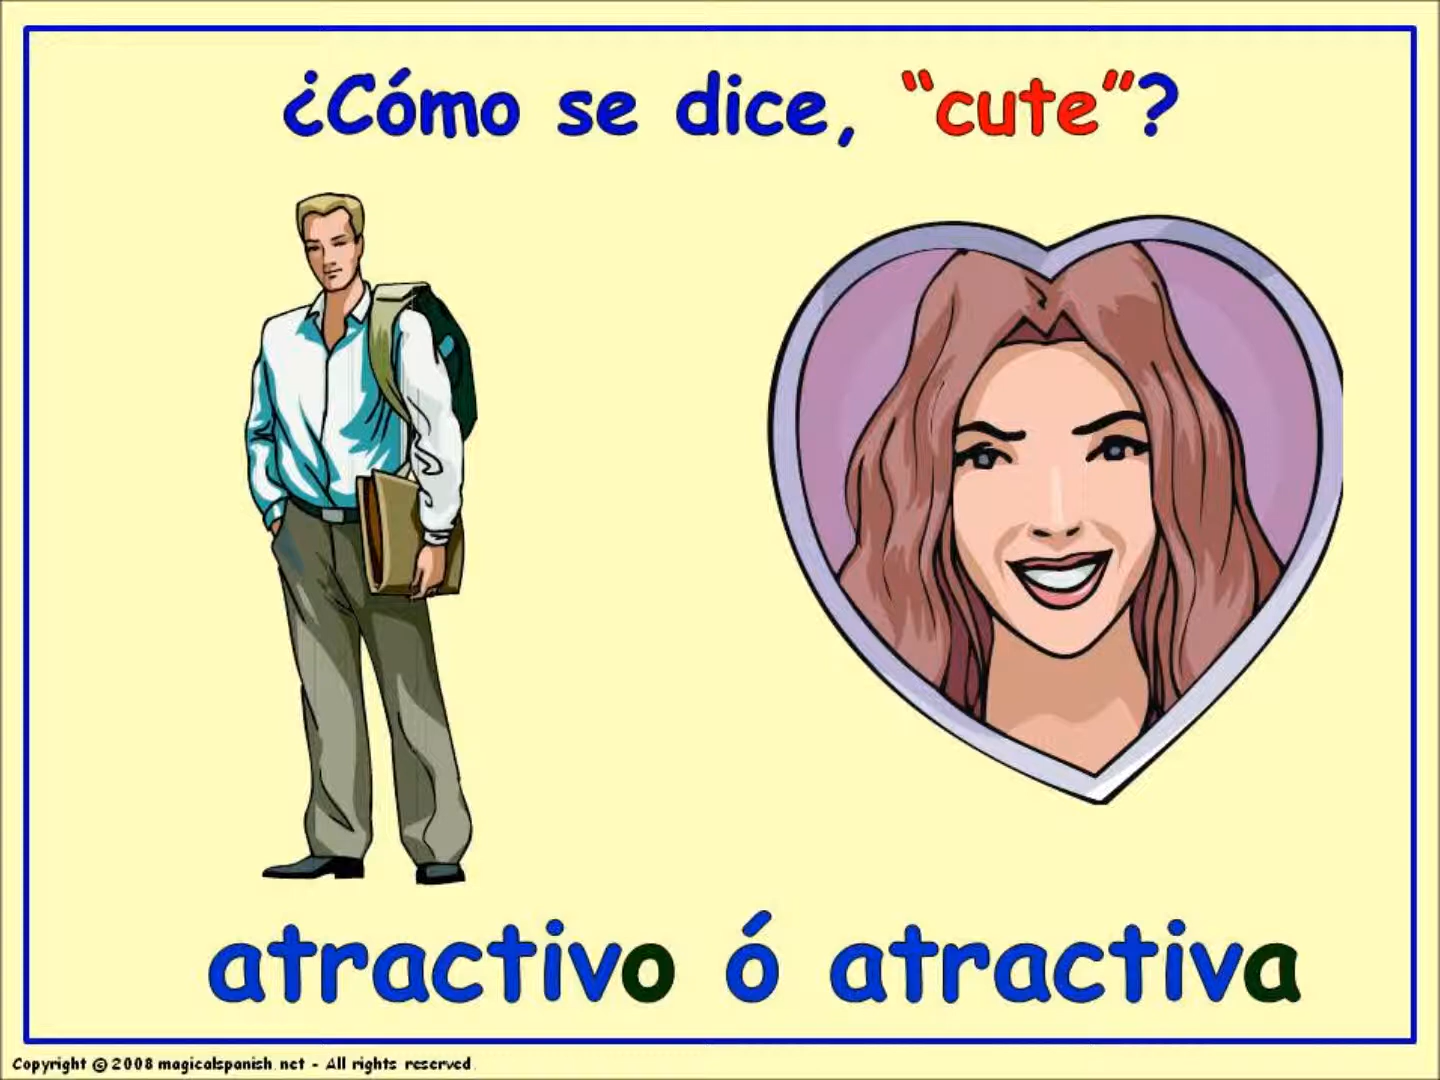 ¿Cómo se dice, “cute”?
atractivo ó atractiva
Copyright © 2008 magicalspanish.net - All rights reserved.